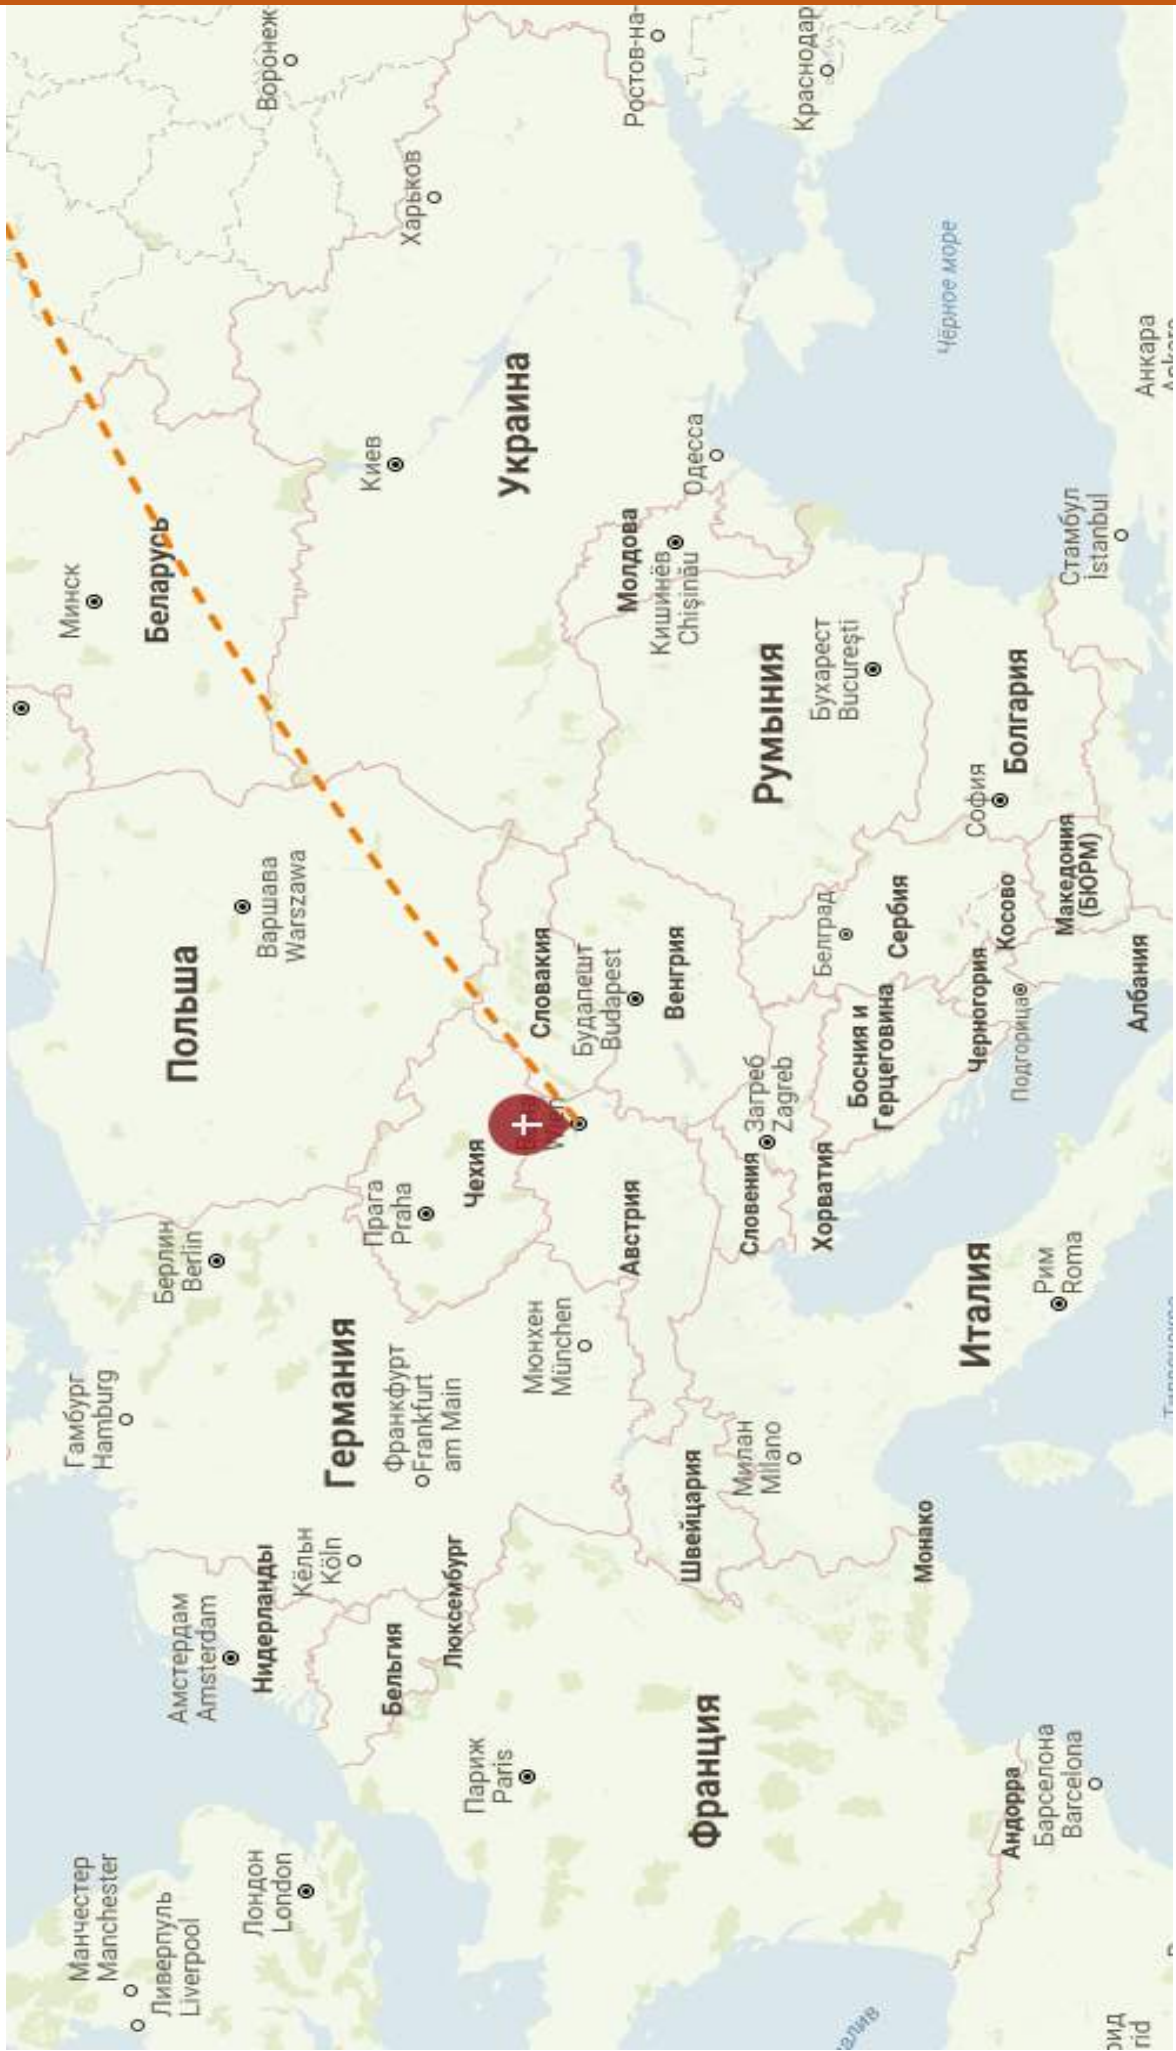 Манчестер
Manchester
Ливерпуль
Liverpool
Лондон
London
Амстердам
Amsterdam
Нидерланды
Кёльн
Köln
Бельгия
Люксембург
Париж
Paris
Франция
Андорра
Барселона
Barcelona
Монако
Гамбург
Hamburg
Берлин
Berlin
Германия
Франкфурт
Frankfurt
am Main
Мюнхен
München
Швейцария
Милан
Milano
Италия
Рим
Roma
Прага
Praha
Чехия
Австрия
Словения
Загреб
Zagreb
Хорватия
Польша
Варшава
Warszawa
Словакия
Будапешт
Budapest
Венгрия
Босния и
Герцеговина
Белград
Сербия
Черногория
Подгорица
Косово
Македония
(БЮРМ)
Албания
Минск
Беларусь
Киев
Украина
Харьков
Воронеж
Молдова
Кишинёв
Chișinău
Одесса
Румыния
Бухарест
București
София
Болгария
Стамбул
İstanbul
Чёрное море
Анкара
Ростов-на-
Краснодар